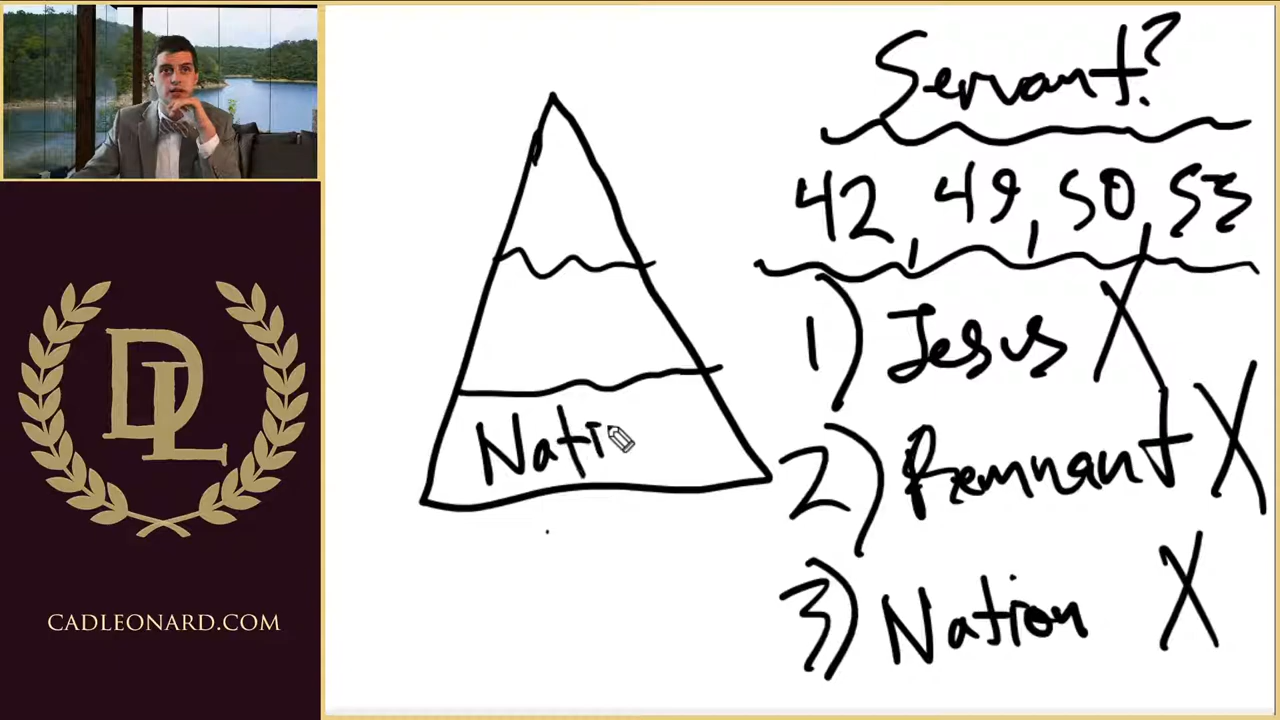 Servant?
42, 49, 50, 53
1) Jesus X
2) Remnant X
3) Nation X
Nati
DL
CADLEONARD.COM